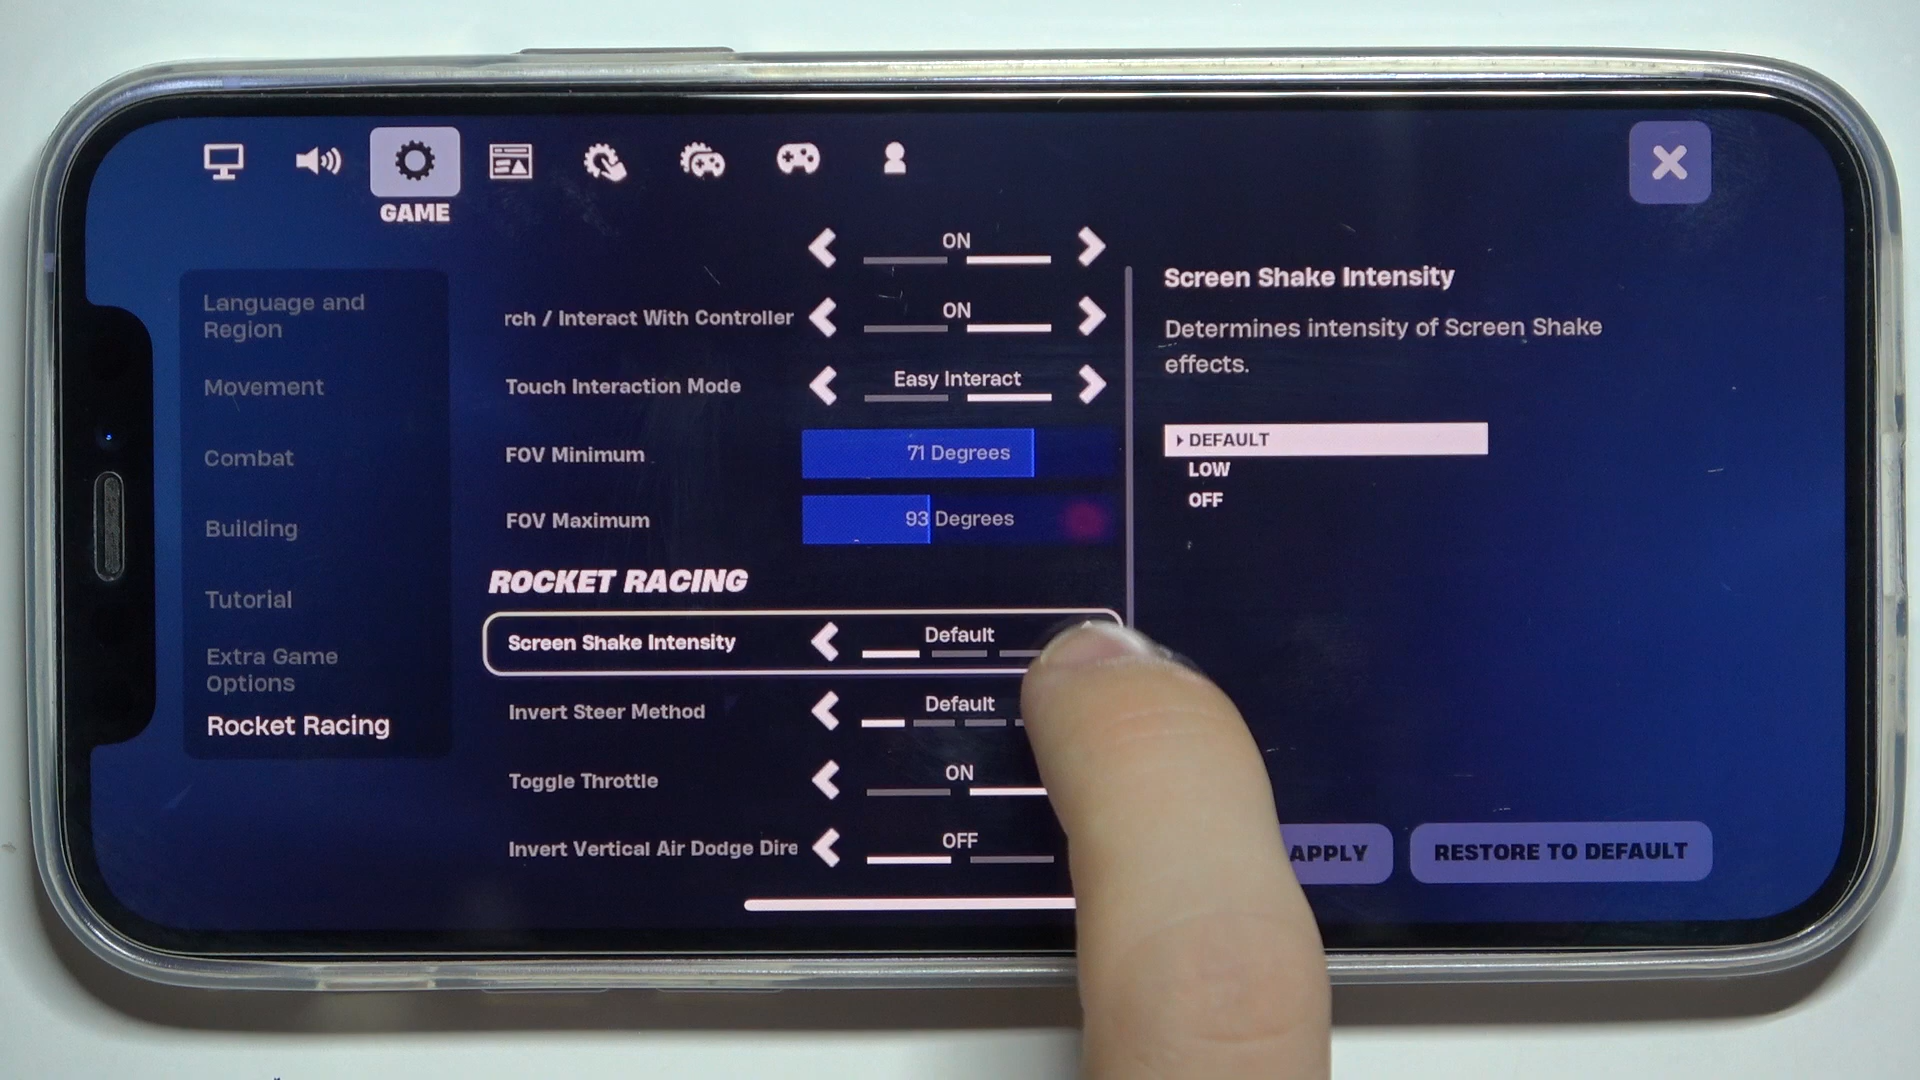 GAME
Language and
Region
Movement
Combat
Building
Tutorial
Extra Game
Options
Rocket Racing
ON
rch / Interact With Controller
ON
Touch Interaction Mode
Easy Interact
FOV Minimum
71 Degrees
FOV Maximum
93 Degrees
ROCKET RACING
Screen Shake Intensity
Default
Invert Steer Method
Default
Toggle Throttle
ON
Invert Vertical Air Dodge Dire
OFF
Screen Shake Intensity
Determines intensity of Screen Shake
effects.
DEFAULT
LOW
OFF
APPLY
RESTORE TO DEFAULT